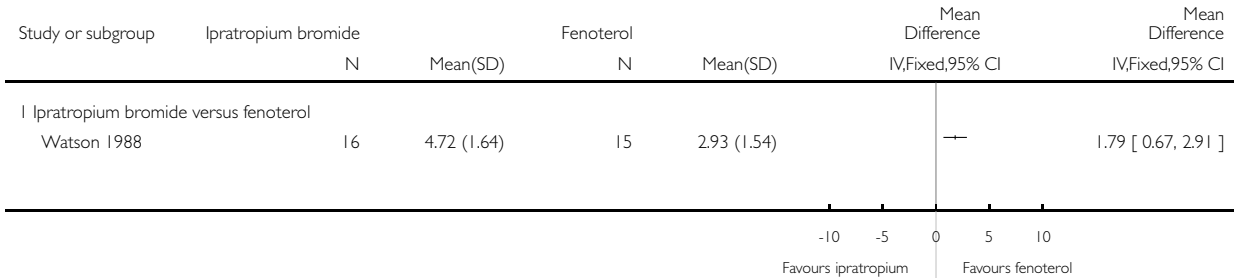 Study or subgroup Ipratropium bromide Fenoterol Mean Difference Mean Difference
N Mean(SD) N Mean(SD) IV,Fixed,95% CI IV,Fixed,95% CI
1 Ipratropium bromide versus fenoterol
Watson 1988 16 4.72 (1.64) 15 2.93 (1.54) 1.79 [ 0.67, 2.91 ]
-10 -5 0 5 10
Favours ipratropium Favours fenoterol